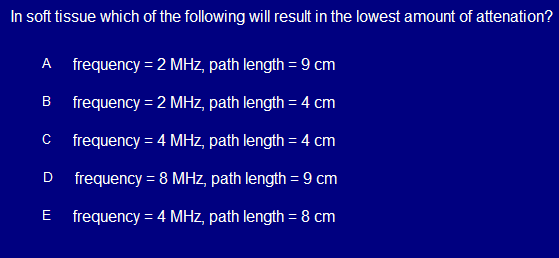 In soft tissue which of the following will result in the lowest amount of attenation?
A frequency = 2 MHz, path length = 9 cm
B frequency = 2 MHz, path length = 4 cm
C frequency = 4 MHz, path length = 4 cm
D frequency = 8 MHz, path length = 9 cm
E frequency = 4 MHz, path length = 8 cm